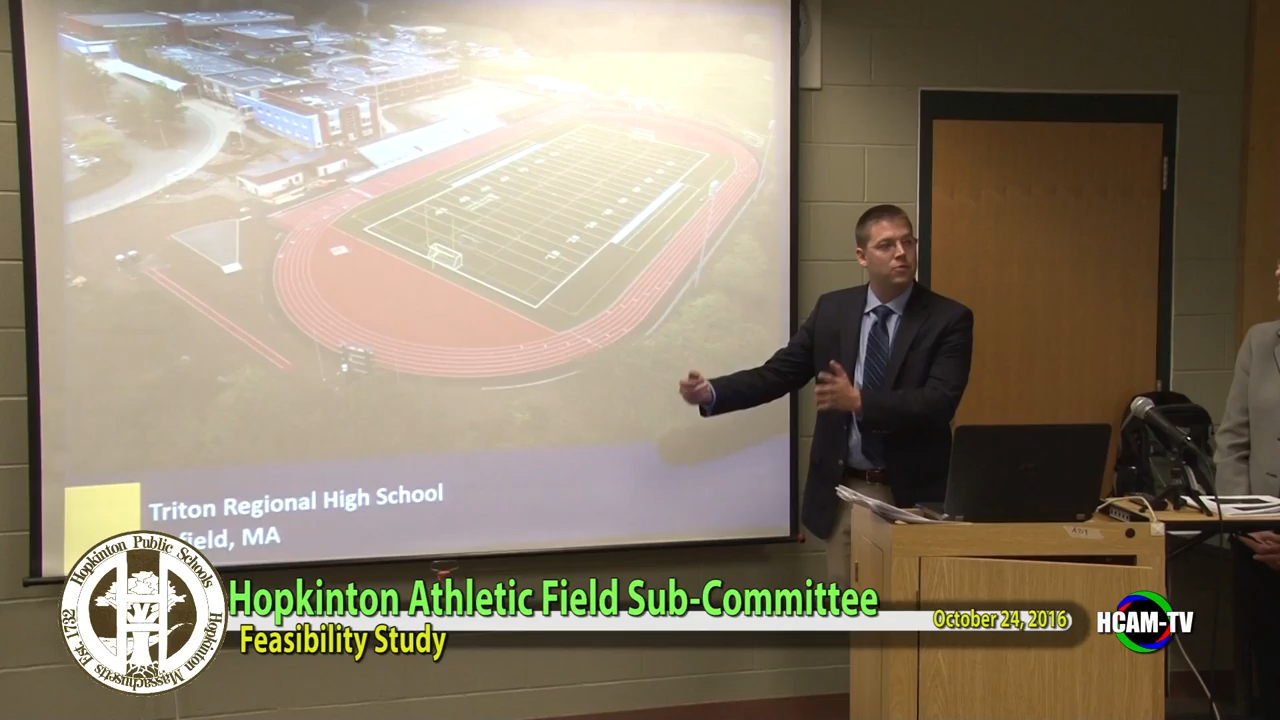 Triton Regional High School
field, MA
Hopkinton Public Schools
Hopkinton Massachusetts Est. 1732
H
Hopkinton Athletic Field Sub-Committee
Feasibility Study
October 24, 2016
HCAM-TV